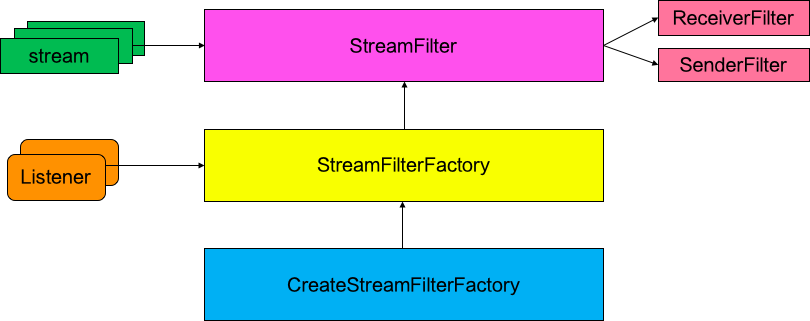 stream
StreamFilter
ReceiverFilter
SenderFilter
Listener
StreamFilterFactory
CreateStreamFilterFactory